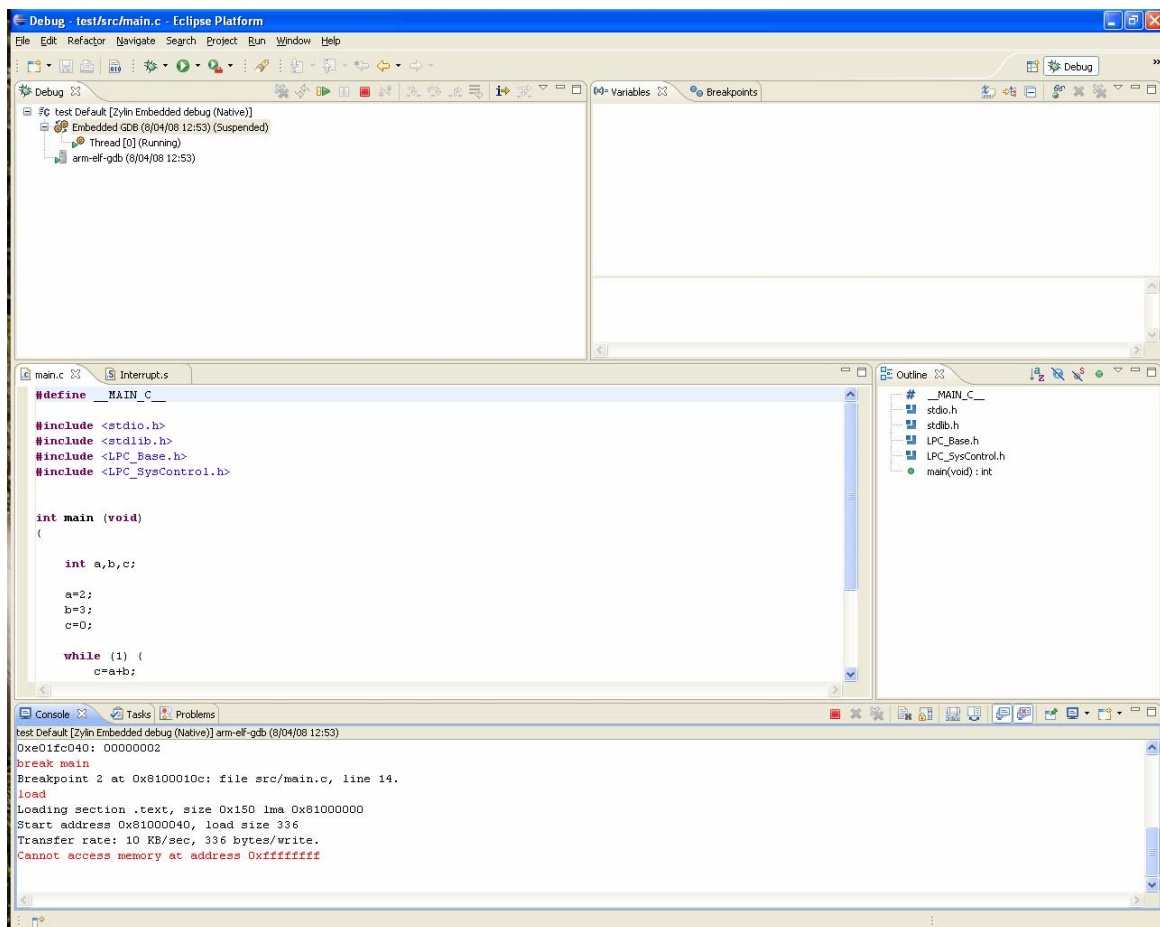 Debug - test/src/main.c - Eclipse Platform
File Edit Refactor Navigate Search Project Run Window Help
Debug
Debug
test Default [Zylin Embedded debug (Native)]
Embedded GDB (8/04/08 12:53) (Suspended)
Thread [0] (Running)
arm-elf-gdb (8/04/08 12:53)
(x)= Variables Breakpoints
main.c Interrupt.s
#define __MAIN_C__
#include <stdio.h>
#include <stdlib.h>
#include <LPC_Base.h>
#include <LPC_SysControl.h>
int main (void)
{
int a,b,c;
a=2;
b=3;
c=0;
while (1) {
c=a+b;
Outline
# __MAIN_C__
stdio.h
stdlib.h
LPC_Base.h
LPC_SysControl.h
main(void) : int
Console Tasks Problems
test Default [Zylin Embedded debug (Native)] arm-elf-gdb (8/04/08 12:53)
0xe01fc040: 00000002
break main
Breakpoint 2 at 0x8100010c: file src/main.c, line 14.
load
Loading section .text, size 0x150 lma 0x81000000
Start address 0x81000040, load size 336
Transfer rate: 10 KB/sec, 336 bytes/write.
Cannot access memory at address 0xffffffff